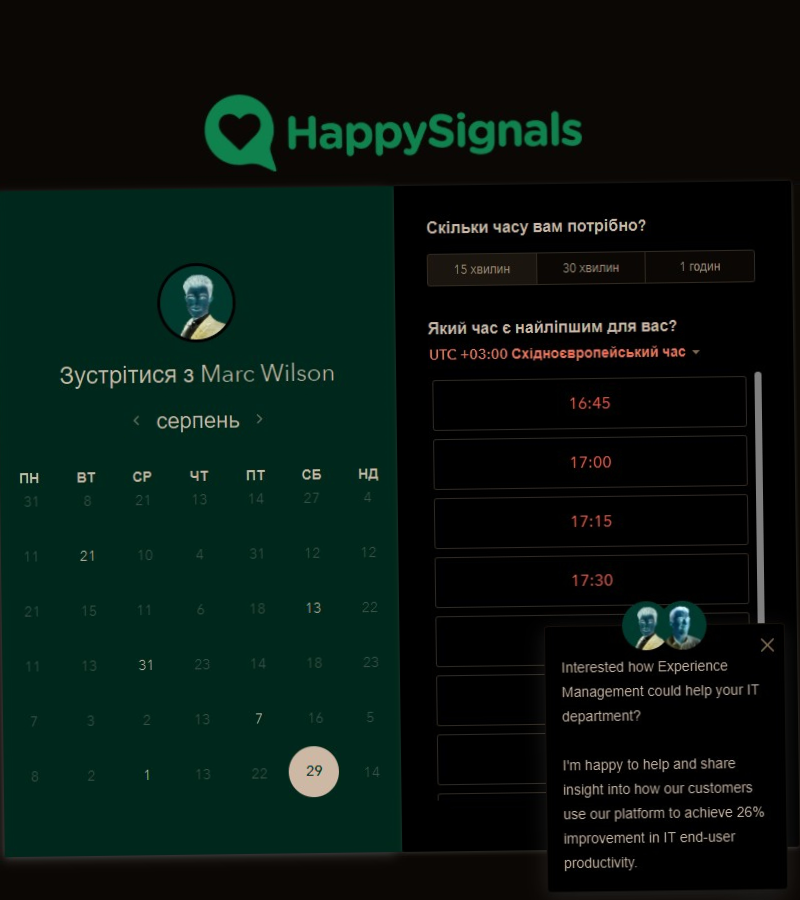 HappySignals
Зустрітися з Marc Wilson
серпень
ПН ВТ СР ЧТ ПТ СБ НД
31 8 21 13 14 27 4
11 21 10 4 31 12 12
21 15 11 6 18 13 22
11 13 31 23 14 18 23
7 3 2 13 7 16 5
8 2 1 13 22 29 14
Скільки часу вам потрібно?
15 хвилин 30 хвилин 1 годин
Який час є найліпшим для вас?
UTC +03:00 Східноєвропейський час
16:45
17:00
17:15
17:30
Interested how Experience
Management could help your IT
department?
I'm happy to help and share
insight into how our customers
use our platform to achieve 26%
improvement in IT end-user
productivity.